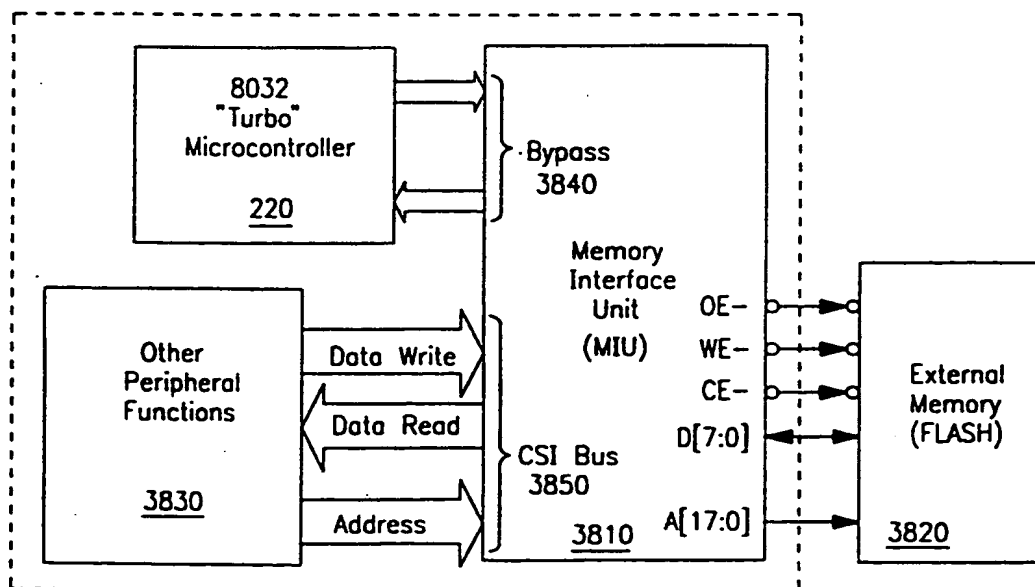 8032
"Turbo"
Microcontroller
220
Bypass
3840
Memory
Interface
Unit
(MIU)
OE-
WE-
CE-
D[7:0]
A[17:0]
3810
Other
Peripheral
Functions
3830
Data Write
Data Read
Address
CSI Bus
3850
External
Memory
(FLASH)
3820